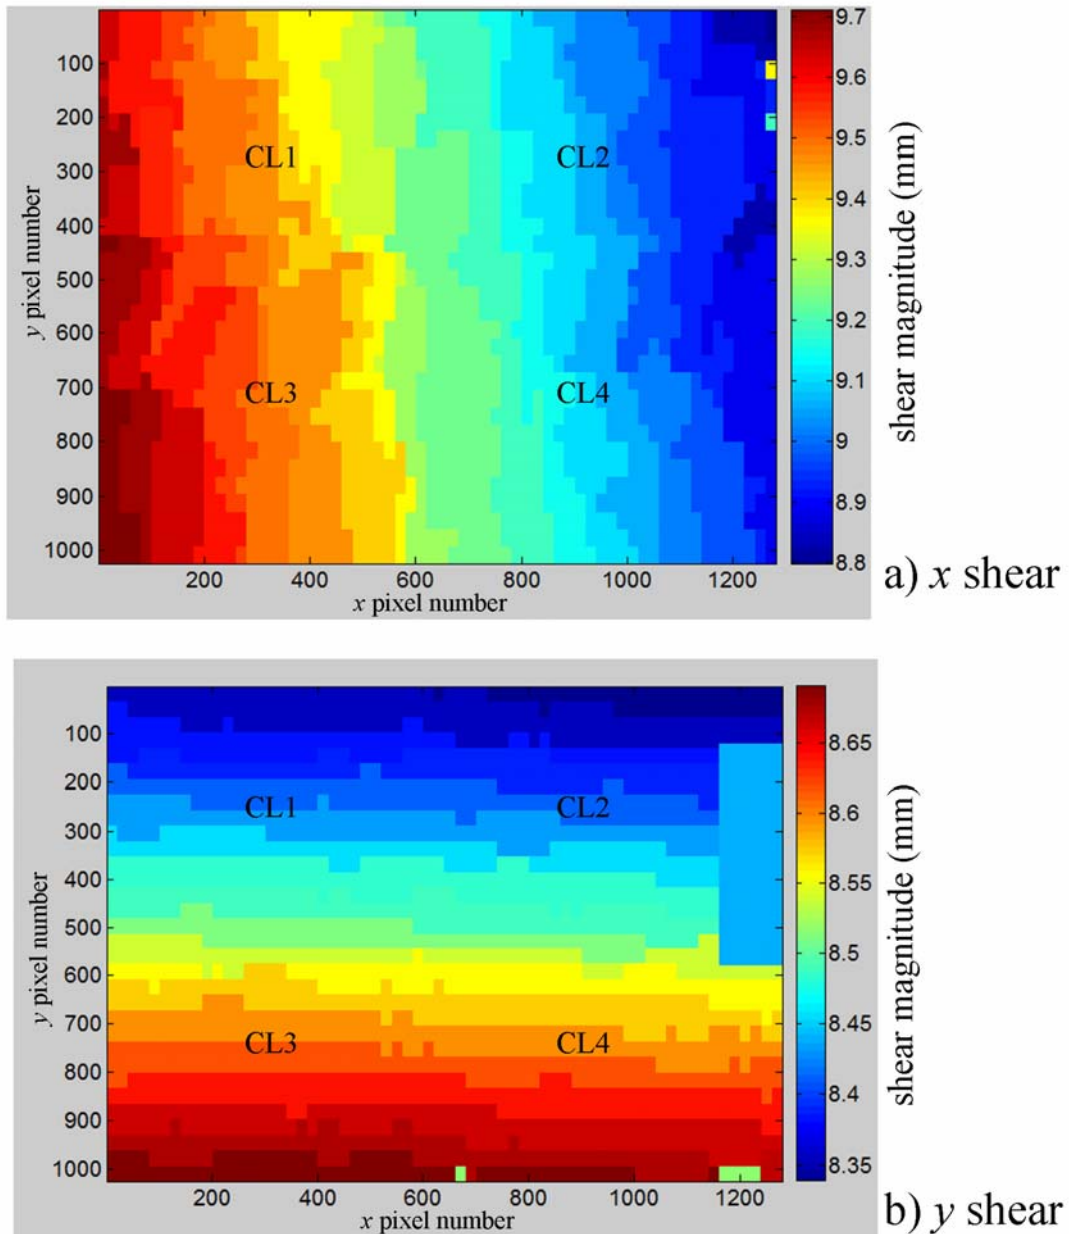 9.7
100
9.6
200
9.5
CL1 CL2
300
9.4
400
y pixel number
9.3
500
9.2
600
9.1
CL3 CL4
700
9
800
8.9
900
1000
8.8
200 400 600 800 1000 1200
x pixel number
shear magnitude (mm)
a) x shear
100
8.65
200
8.6
CL1 CL2
300
8.55
400
y pixel number
500
8.5
600
8.45
700
CL3 CL4
800
8.4
900
1000
8.35
200 400 600 800 1000 1200
x pixel number
shear magnitude (mm)
b) y shear